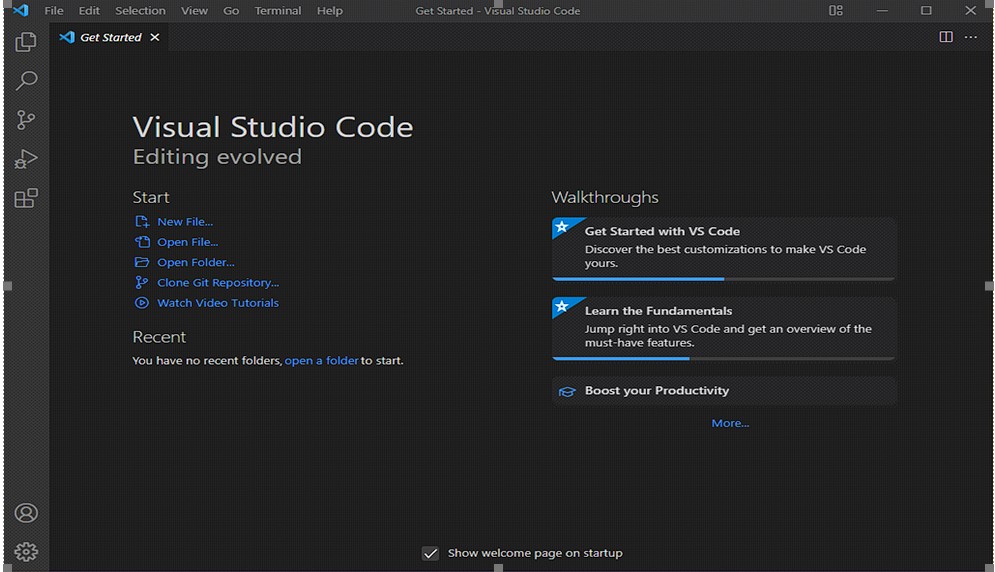 File Edit Selection View Go Terminal Help Get Started - Visual Studio Code
Get Started
Visual Studio Code
Editing evolved
Start
New File...
Open File...
Open Folder...
Clone Git Repository...
Watch Video Tutorials
Recent
You have no recent folders, open a folder to start.
Walkthroughs
Get Started with VS Code
Discover the best customizations to make VS Code
yours.
Learn the Fundamentals
Jump right into VS Code and get an overview of the
must-have features.
Boost your Productivity
More...
Show welcome page on startup